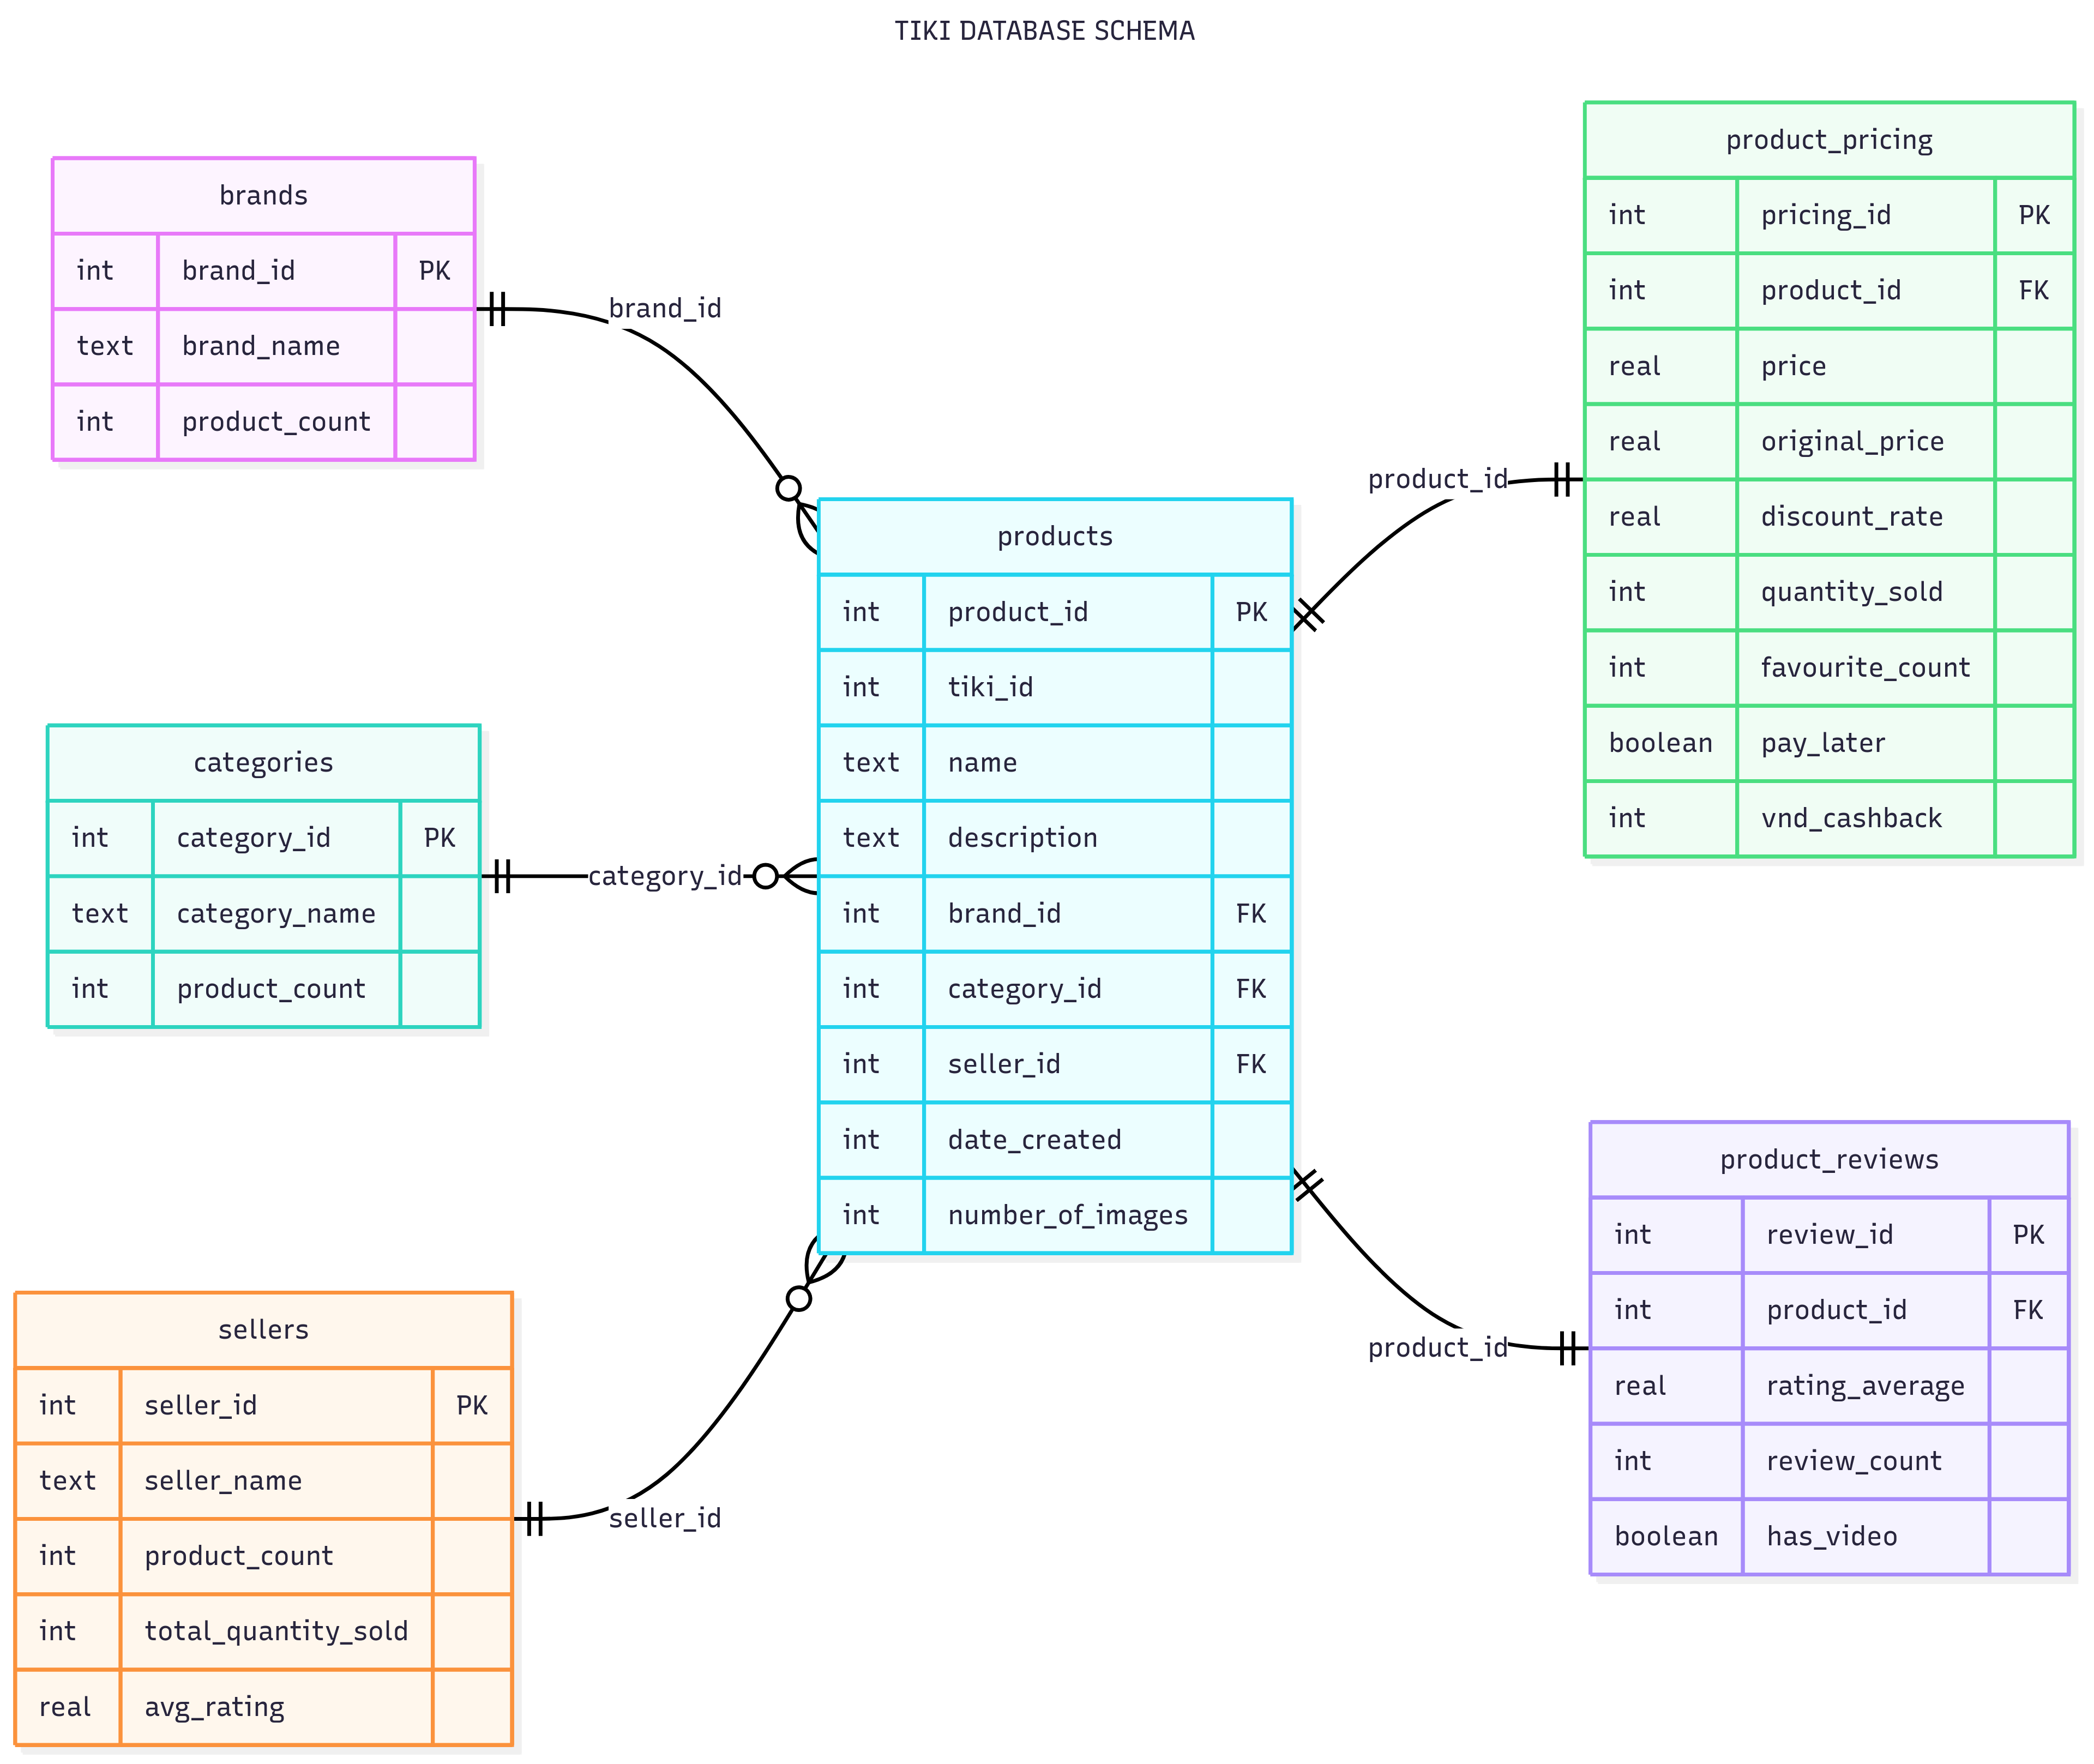 TIKI DATABASE SCHEMA
brands
int brand_id PK
text brand_name
int product_count
brand_id
categories
int category_id PK
text category_name
int product_count
category_id
sellers
int seller_id PK
text seller_name
int product_count
int total_quantity_sold
real avg_rating
seller_id
products
int product_id PK
int tiki_id
text name
text description
int brand_id FK
int category_id FK
int seller_id FK
int date_created
int number_of_images
product_id
product_pricing
int pricing_id PK
int product_id FK
real price
real original_price
real discount_rate
int quantity_sold
int favourite_count
boolean pay_later
int vnd_cashback
product_id
product_reviews
int review_id PK
int product_id FK
real rating_average
int review_count
boolean has_video